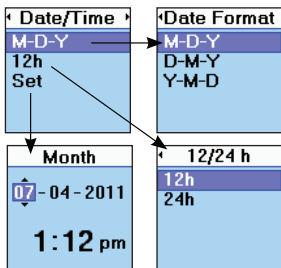 Date/Time
M-D-Y
12h
Set
Date Format
M-D-Y
D-M-Y
Y-M-D
Month
07-04-2011
1:12 pm
12/24 h
12h
24h